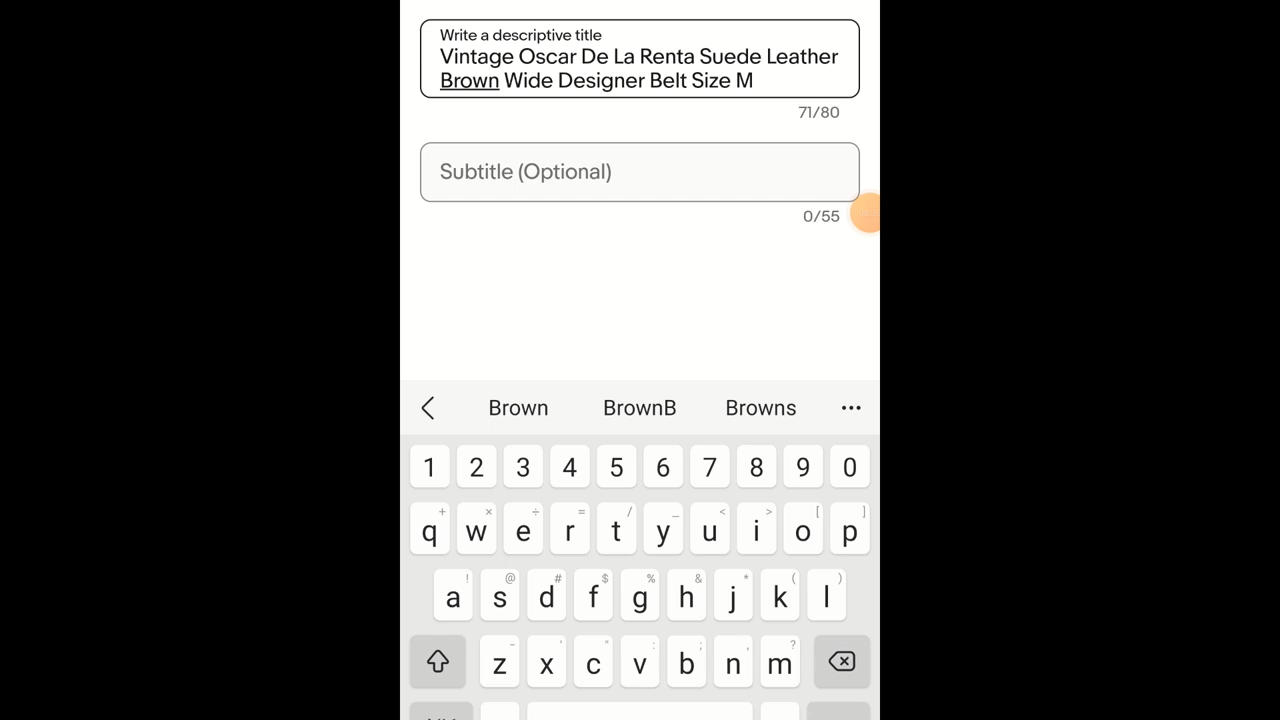 Write a descriptive title
Vintage Oscar De La Renta Suede Leather
Brown Wide Designer Belt Size M
71/80
Subtitle (Optional)
0/55
Brown BrownB Browns ...
1 2 3 4 5 6 7 8 9 0
+ × ÷ = / _ < > [ ]
q w e r t y u i o p
! @ # $ % & * ( )
a s d f g h j k l
- ' " : ; , ?
z x c v b n m